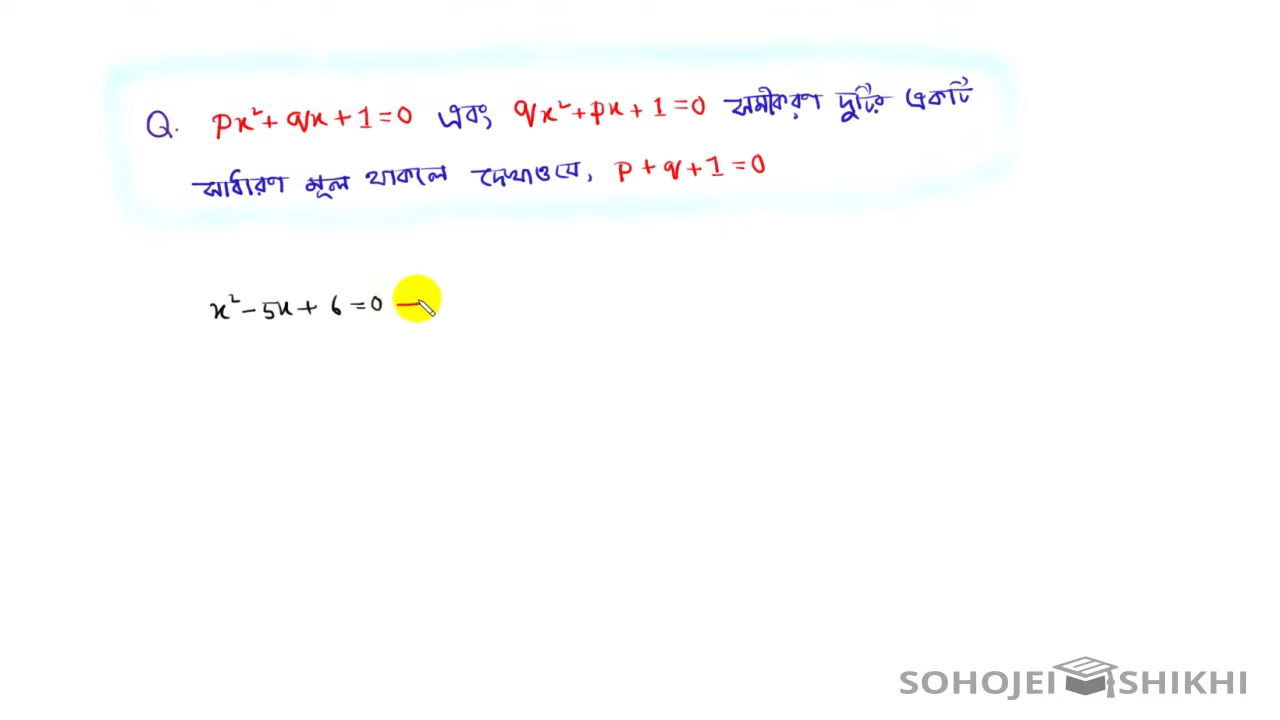 Q. px²+qx+1=0 এবং qx²+px+1=0 সমীকরণ দুটির একটি
সাধারণ মূল থাকলে দেখাওযে, p+q+1=0
x²-5x+6=0
SOHOJEI SHIKHI